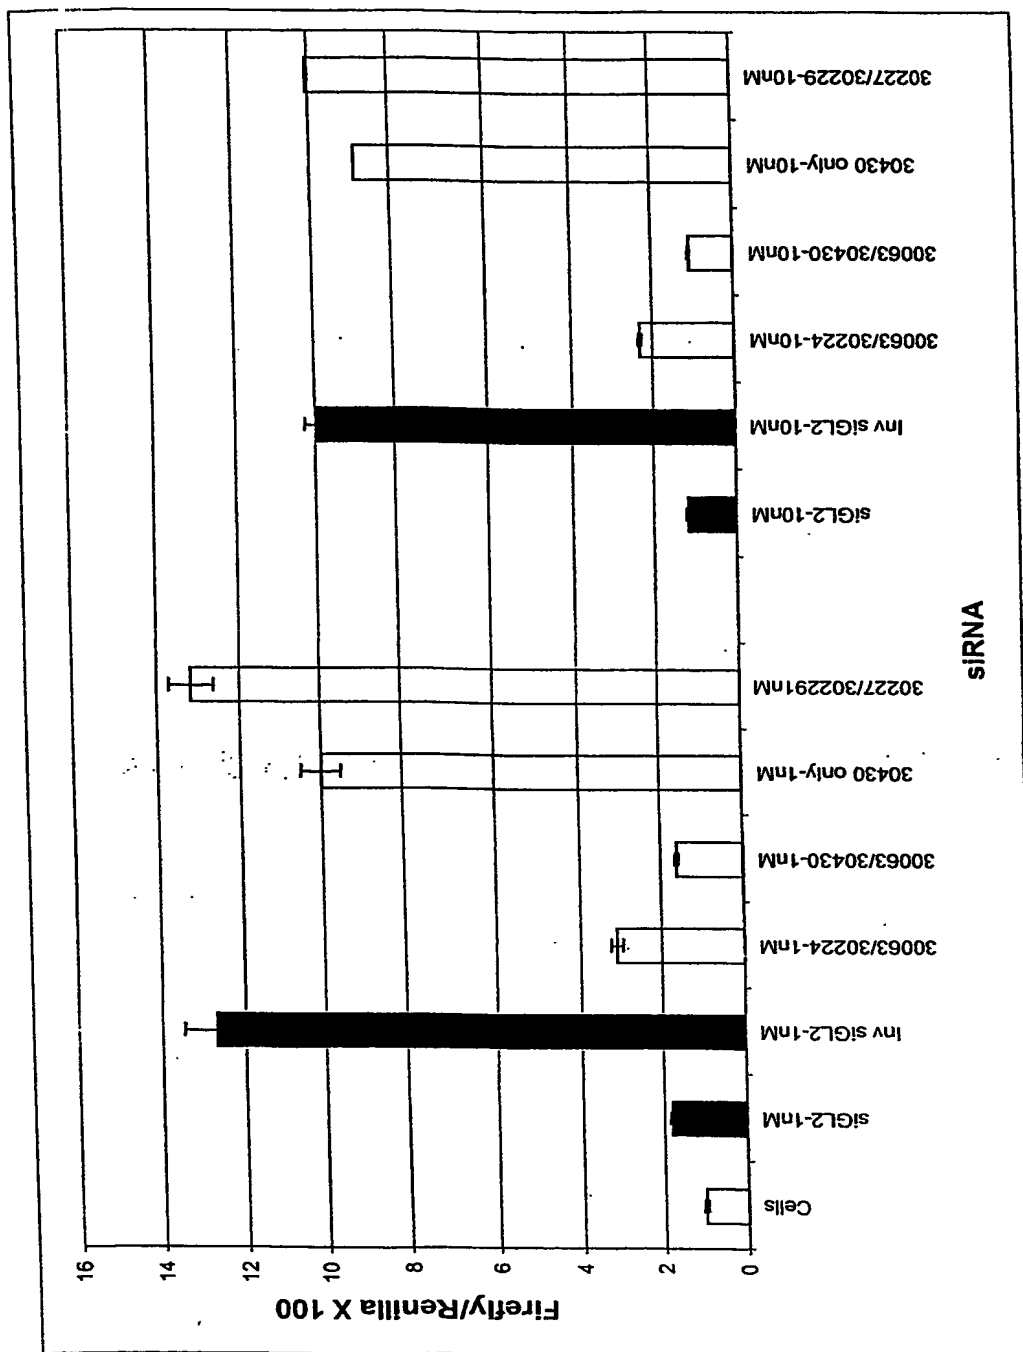 Firefly/Renilla X 100
16
14
12
10
8
6
4
2
0
Cells
siGL2-1nM
Inv siGL2-1nM
30063/30224-1nM
30063/30430-1nM
30430 only-1nM
30227/302291nM
siGL2-10nM
Inv siGL2-10nM
30063/30224-10nM
30063/30430-10nM
30430 only-10nM
30227/30229-10nM
siRNA